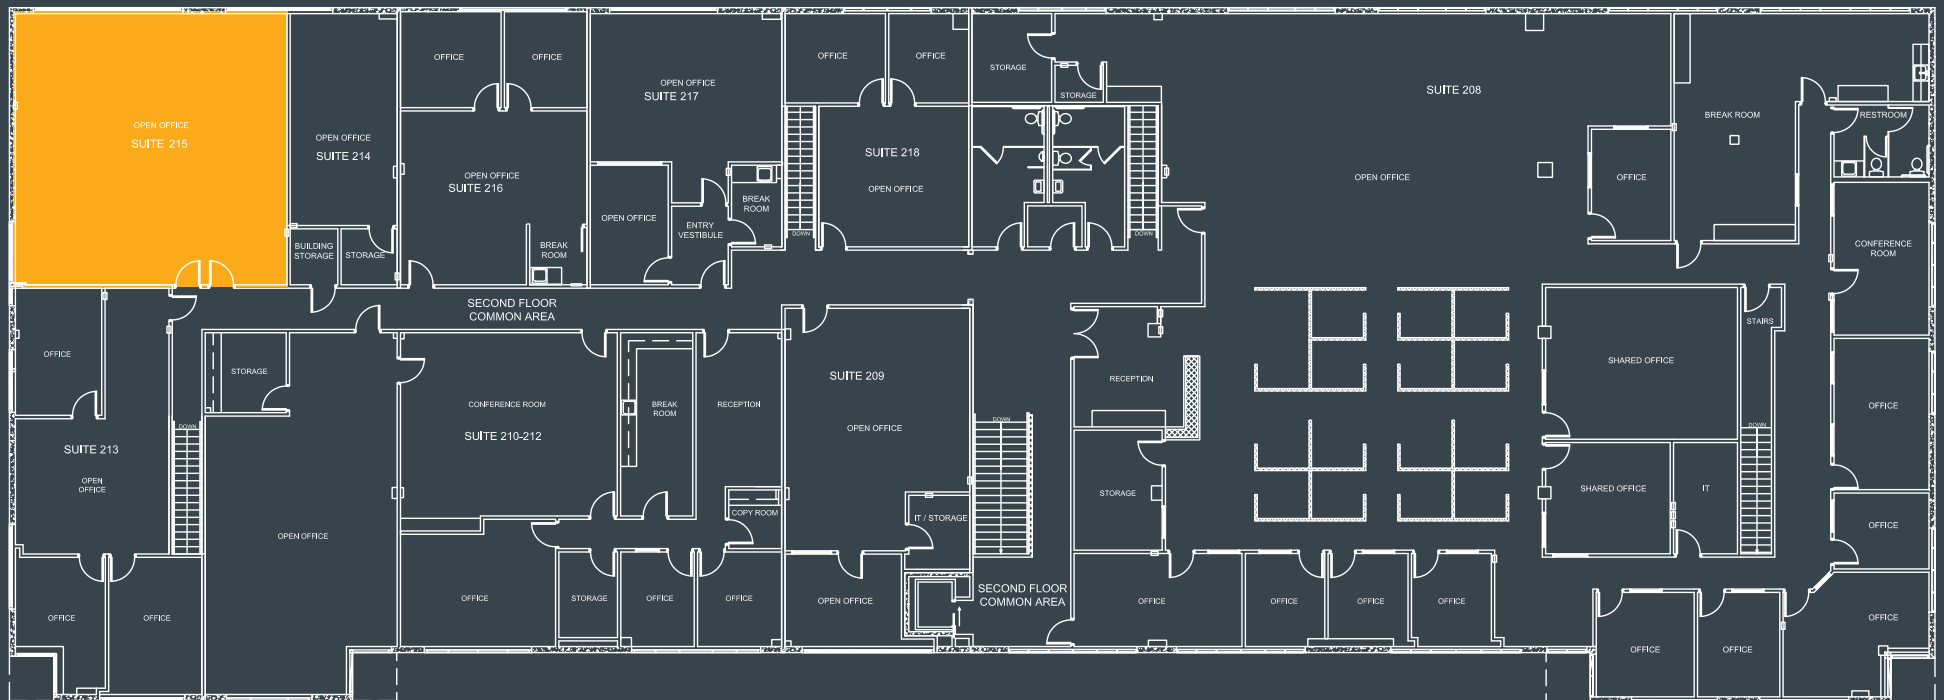 OPEN OFFICE
SUITE 215
OPEN OFFICE
SUITE 214
BUILDING
STORAGE
STORAGE
OFFICE
OFFICE
OPEN OFFICE
SUITE 216
BREAK
ROOM
OPEN OFFICE
SUITE 217
OPEN OFFICE
ENTRY
VESTIBULE
BREAK
ROOM
DOWN
OFFICE
OFFICE
SUITE 218
OPEN OFFICE
STORAGE
STORAGE
DOWN
SUITE 208
OPEN OFFICE
OFFICE
BREAK ROOM
RESTROOM
CONFERENCE
ROOM
SECOND FLOOR
COMMON AREA
OFFICE
SUITE 213
OPEN
OFFICE
DOWN
OFFICE
OFFICE
STORAGE
OPEN OFFICE
CONFERENCE ROOM
SUITE 210-212
BREAK
ROOM
RECEPTION
COPY ROOM
OFFICE
STORAGE
OFFICE
OFFICE
SUITE 209
OPEN OFFICE
IT / STORAGE
OPEN OFFICE
DOWN
SECOND FLOOR
COMMON AREA
RECEPTION
STORAGE
OFFICE
OFFICE
OFFICE
OFFICE
SHARED OFFICE
STAIRS
SHARED OFFICE
IT
DOWN
OFFICE
OFFICE
OFFICE
OFFICE
OFFICE